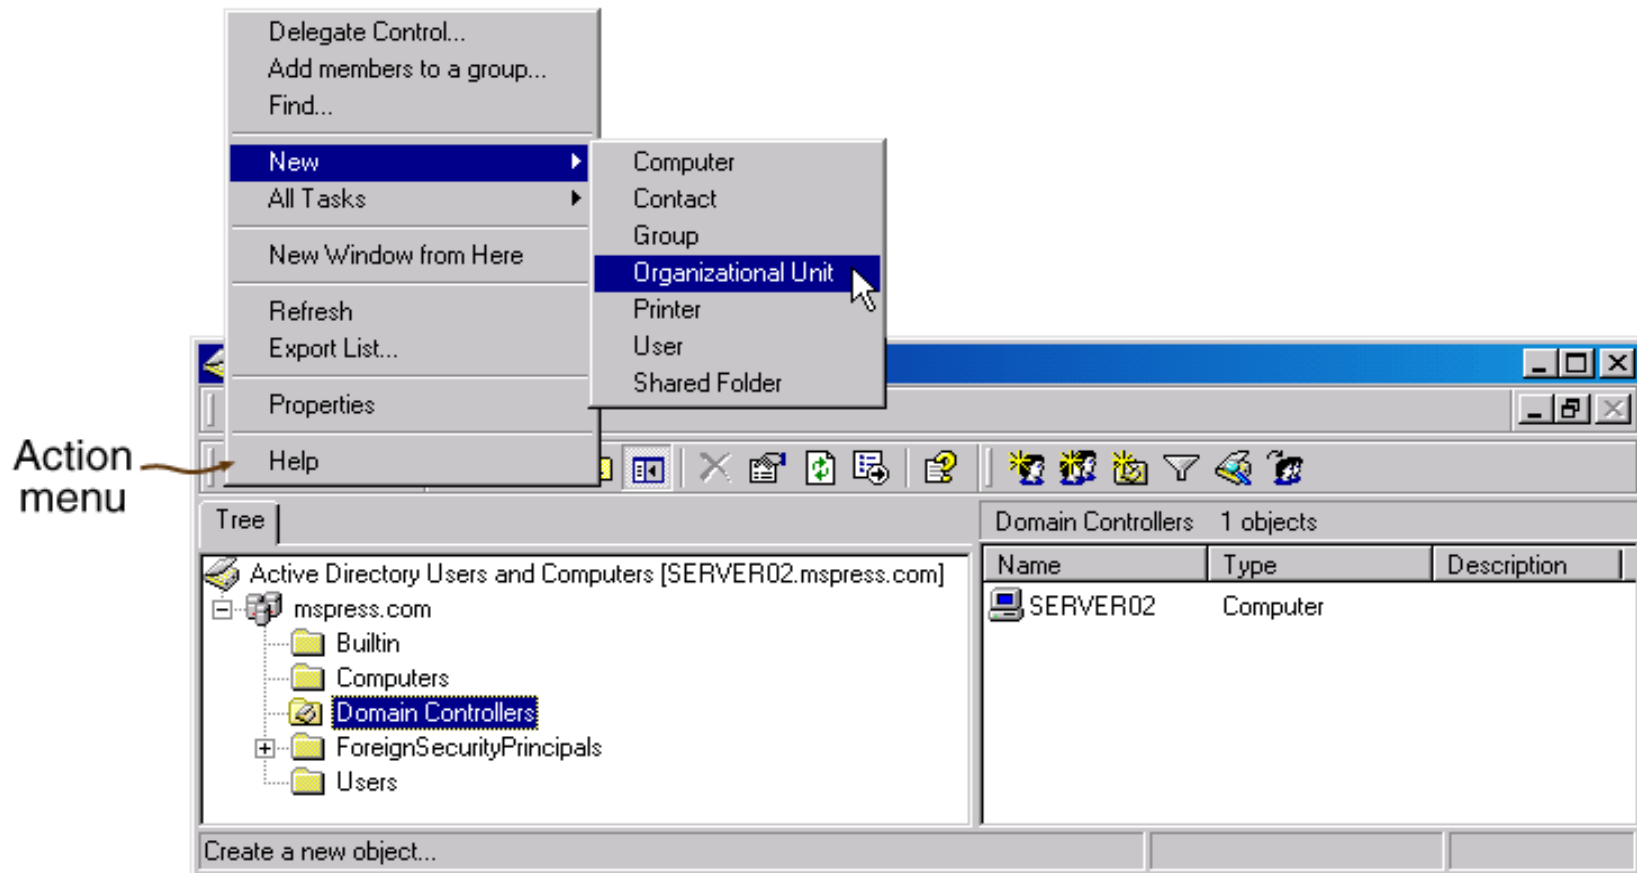 Delegate Control...
Add members to a group...
Find...
New
All Tasks
New Window from Here
Refresh
Export List...
Properties
Help
Computer
Contact
Group
Organizational Unit
Printer
User
Shared Folder
Action
menu
Tree
Active Directory Users and Computers [SERVER02.mspress.com]
mspress.com
Builtin
Computers
Domain Controllers
ForeignSecurityPrincipals
Users
Domain Controllers 1 objects
Name Type Description
SERVER02 Computer
Create a new object...